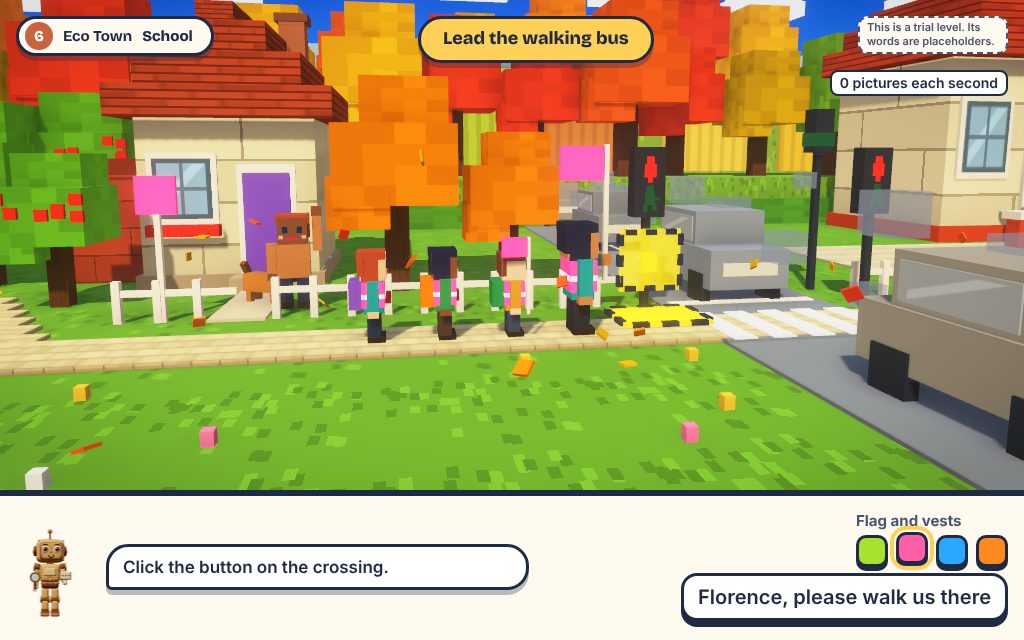 6 Eco Town School
Lead the walking bus
This is a trial level. Its
words are placeholders.
0 pictures each second
Flag and vests
Click the button on the crossing.
Florence, please walk us there